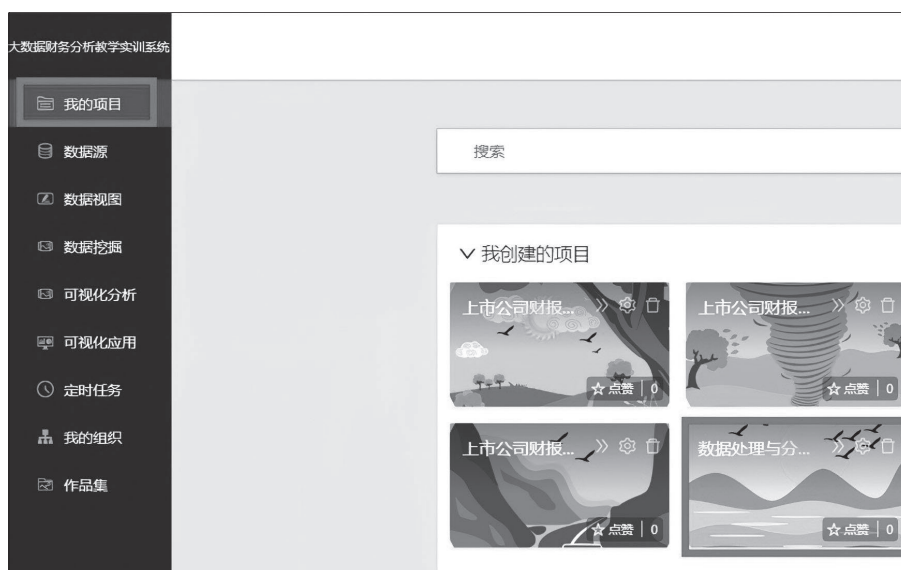 大数据财务分析教学实训系统
我的项目
数据源
数据视图
数据挖掘
可视化分析
可视化应用
定时任务
我的组织
作品集
搜索
我创建的项目
上市公司财报...
☆点赞 | 0
上市公司财报...
☆点赞 | 0
上市公司财报...
☆点赞 | 0
数据处理与分...
☆点赞 | 0